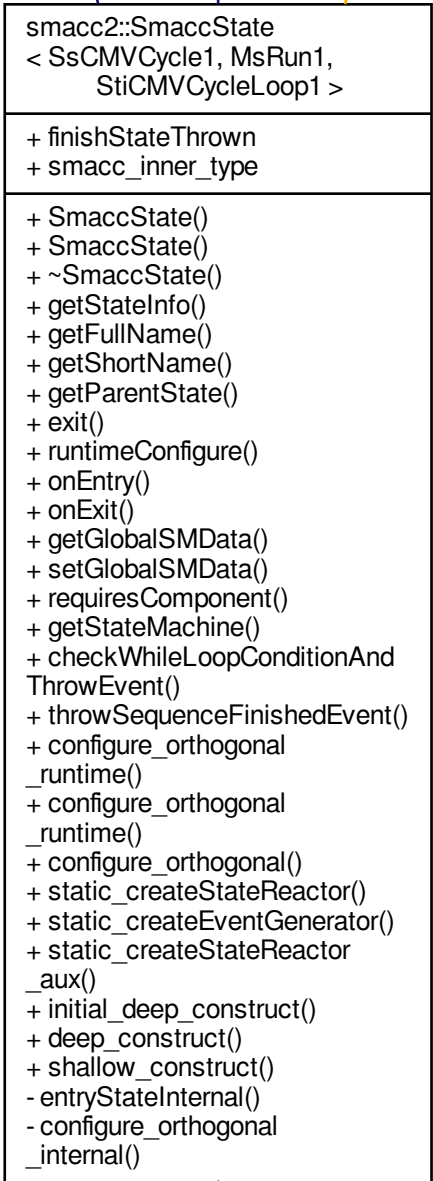 smacc2::SmaccState
< SsCMVCycle1, MsRun1,
StiCMVCycleLoop1 >
+ finishStateThrown
+ smacc_inner_type
+ SmaccState()
+ SmaccState()
+ ~SmaccState()
+ getStateInfo()
+ getFullName()
+ getShortName()
+ getParentState()
+ exit()
+ runtimeConfigure()
+ onEntry()
+ onExit()
+ getGlobalSMData()
+ setGlobalSMData()
+ requiresComponent()
+ getStateMachine()
+ checkWhileLoopConditionAnd
ThrowEvent()
+ throwSequenceFinishedEvent()
+ configure_orthogonal
_runtime()
+ configure_orthogonal
_runtime()
+ configure_orthogonal()
+ static_createStateReactor()
+ static_createEventGenerator()
+ static_createStateReactor
_aux()
+ initial_deep_construct()
+ deep_construct()
+ shallow_construct()
- entryStateInternal()
- configure_orthogonal
_internal()